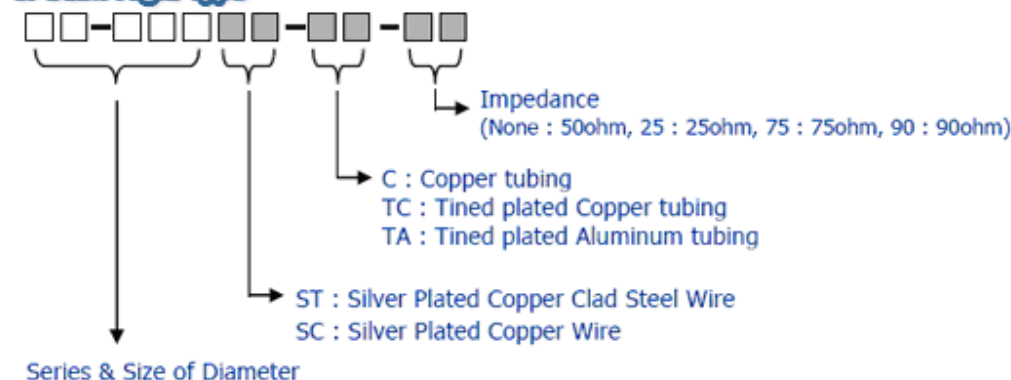 Impedance
(None : 50ohm, 25 : 25ohm, 75 : 75ohm, 90 : 90ohm)
C : Copper tubing
TC : Tined plated Copper tubing
TA : Tined plated Aluminum tubing
ST : Silver Plated Copper Clad Steel Wire
SC : Silver Plated Copper Wire
Series & Size of Diameter